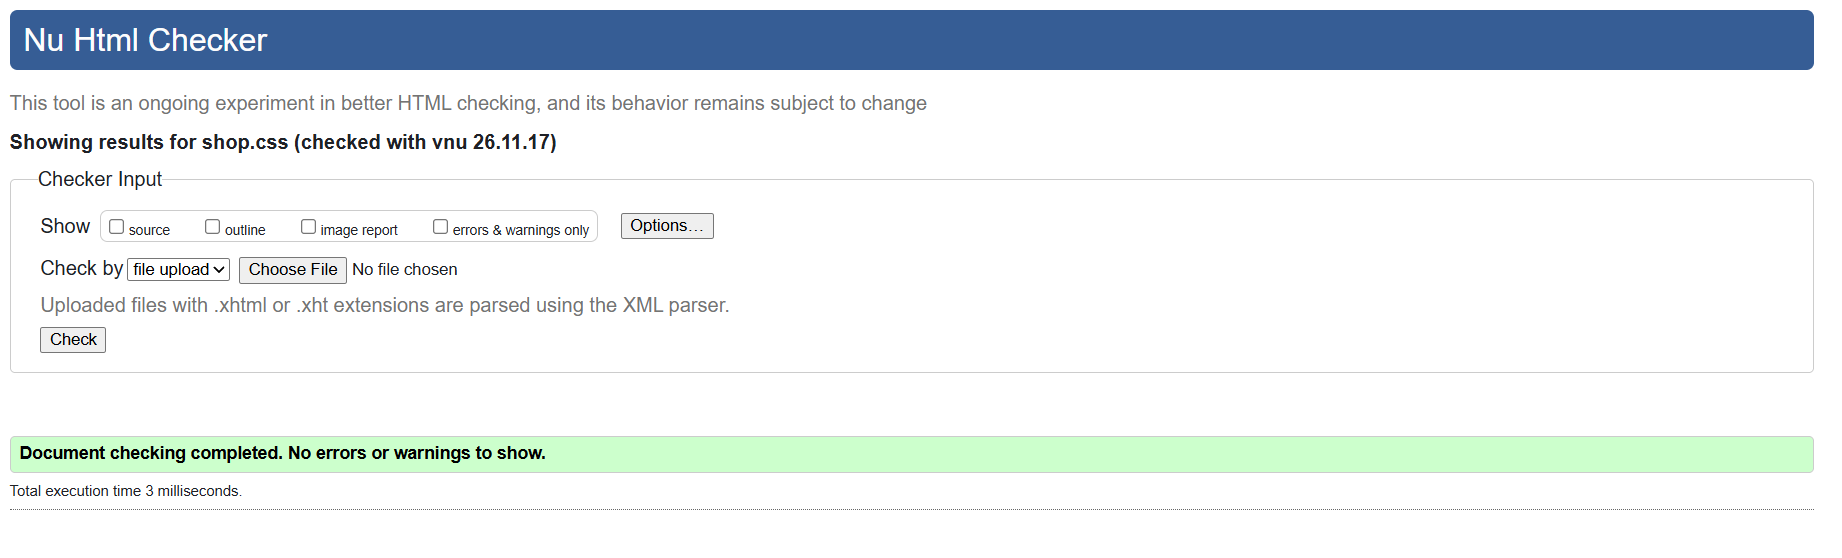 Nu Html Checker
This tool is an ongoing experiment in better HTML checking, and its behavior remains subject to change
Showing results for shop.css (checked with vnu 26.11.17)
Checker Input
Show source outline image report errors & warnings only Options…
Check by file upload Choose File No file chosen
Uploaded files with .xhtml or .xht extensions are parsed using the XML parser.
Check
Document checking completed. No errors or warnings to show.
Total execution time 3 milliseconds.